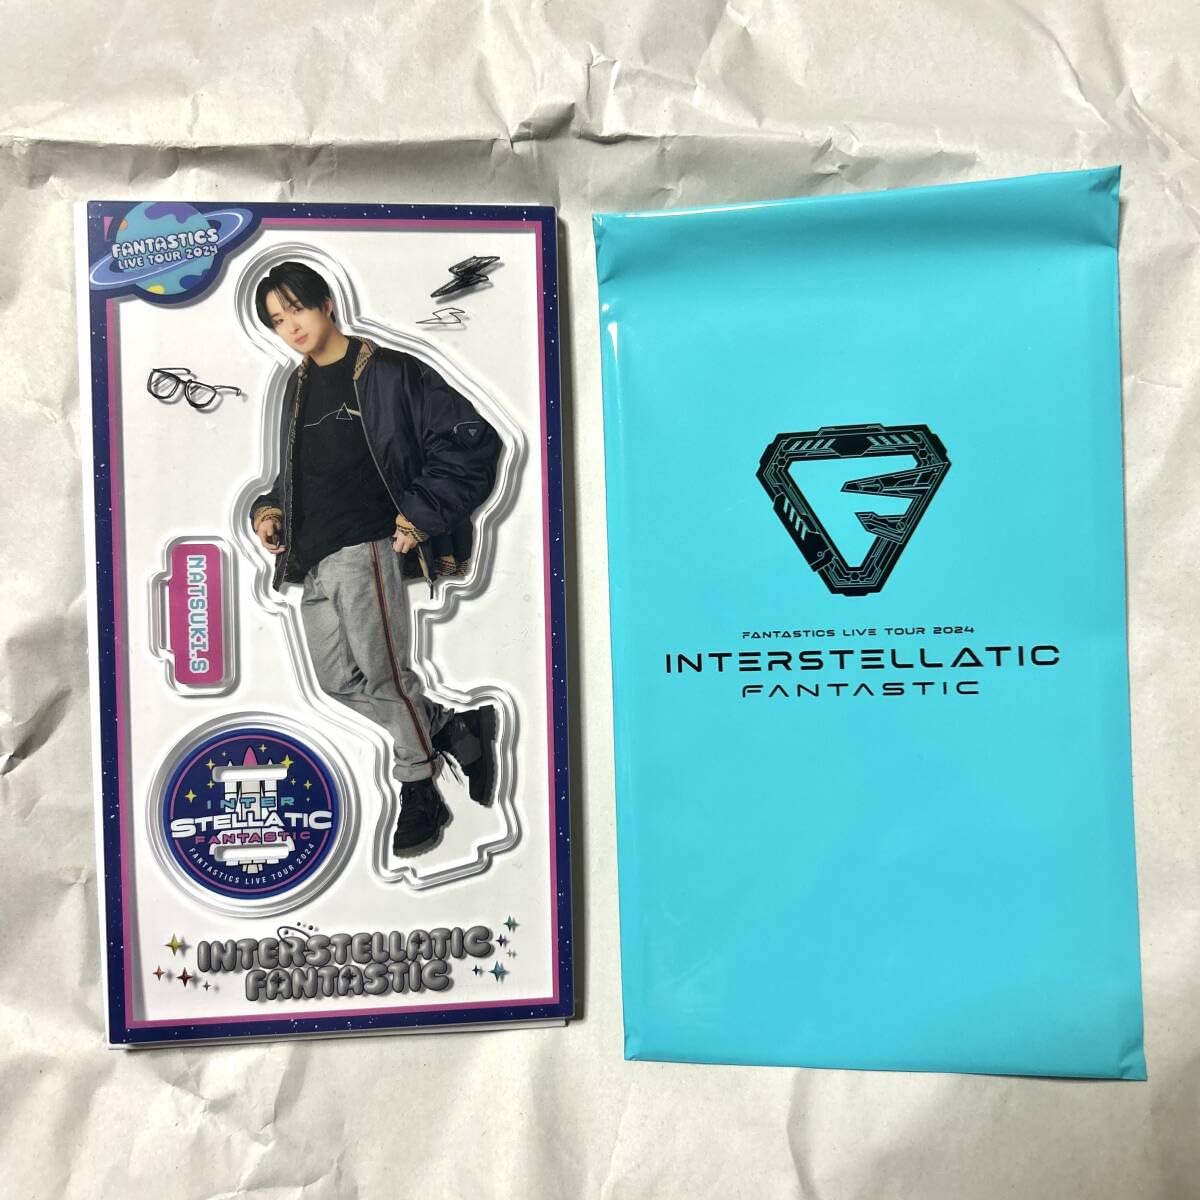 FANTASTICS
LIVE TOUR 2024
NATSUKI.S
INTER
STELLATIC
FANTASTIC
FANTASTICS LIVE TOUR 2024
INTERSTELLATIC
FANTASTIC
FANTASTICS LIVE TOUR 2024
INTERSTELLATIC
FANTASTIC